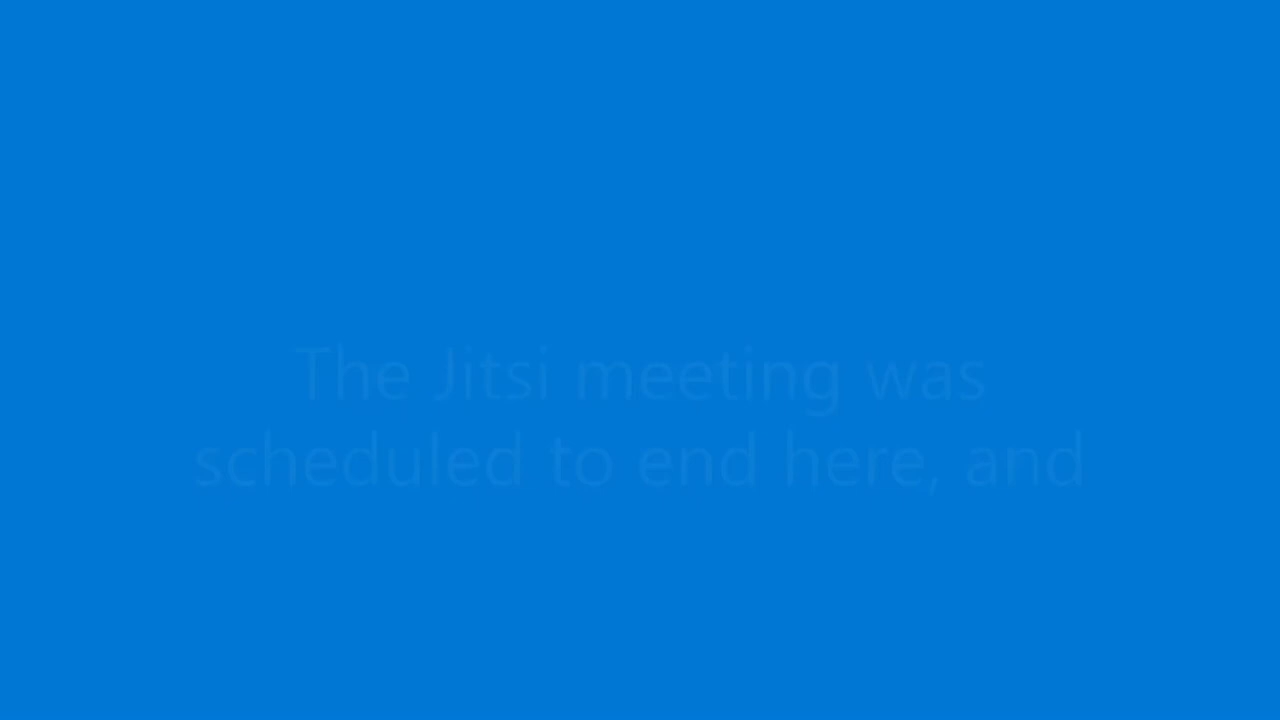 The Jitsi meeting was
scheduled to end here, and